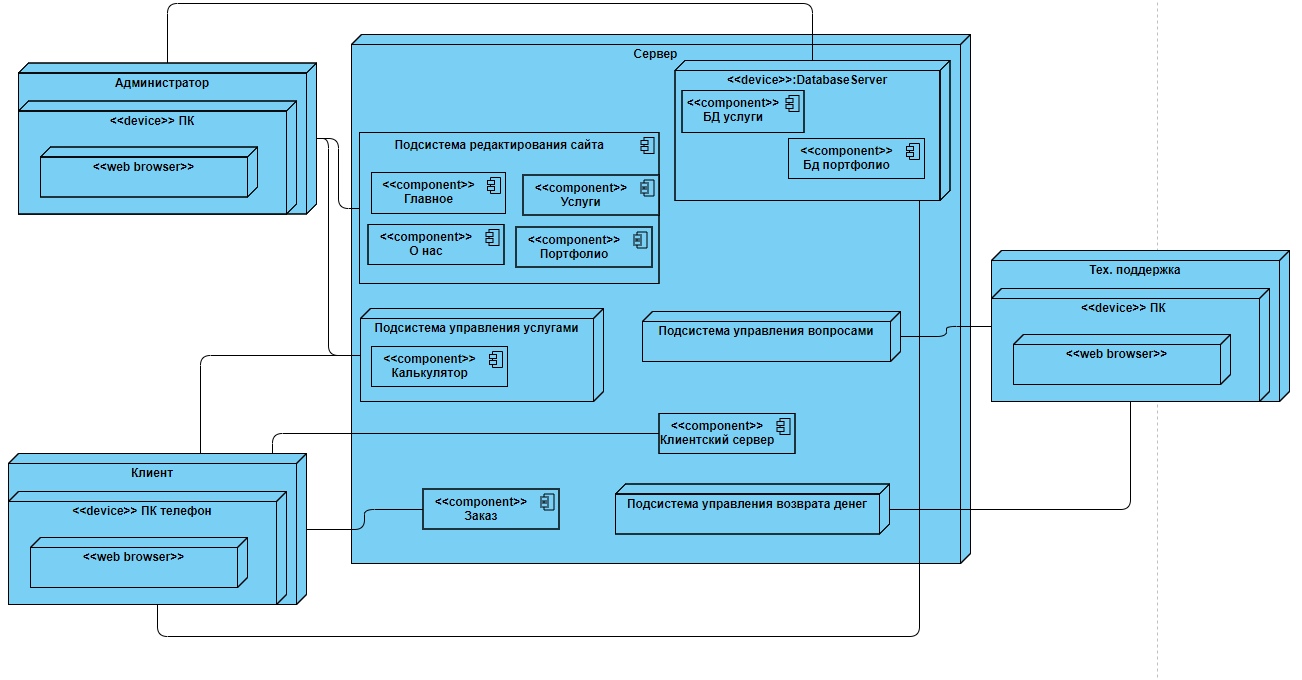 Администратор
<<device>> ПК
<<web browser>>
Сервер
<<device>>:DatabaseServer
<<component>>
БД услуги
<<component>>
Бд портфолио
Подсистема редактирования сайта
<<component>>
Главное
<<component>>
Услуги
<<component>>
О нас
<<component>>
Портфолио
Подсистема управления услугами
<<component>>
Калькулятор
Подсистема управления вопросами
<<component>>
Клиентский сервер
<<component>>
Заказ
Подсистема управления возврата денег
Тех. поддержка
<<device>> ПК
<<web browser>>
Клиент
<<device>> ПК телефон
<<web browser>>